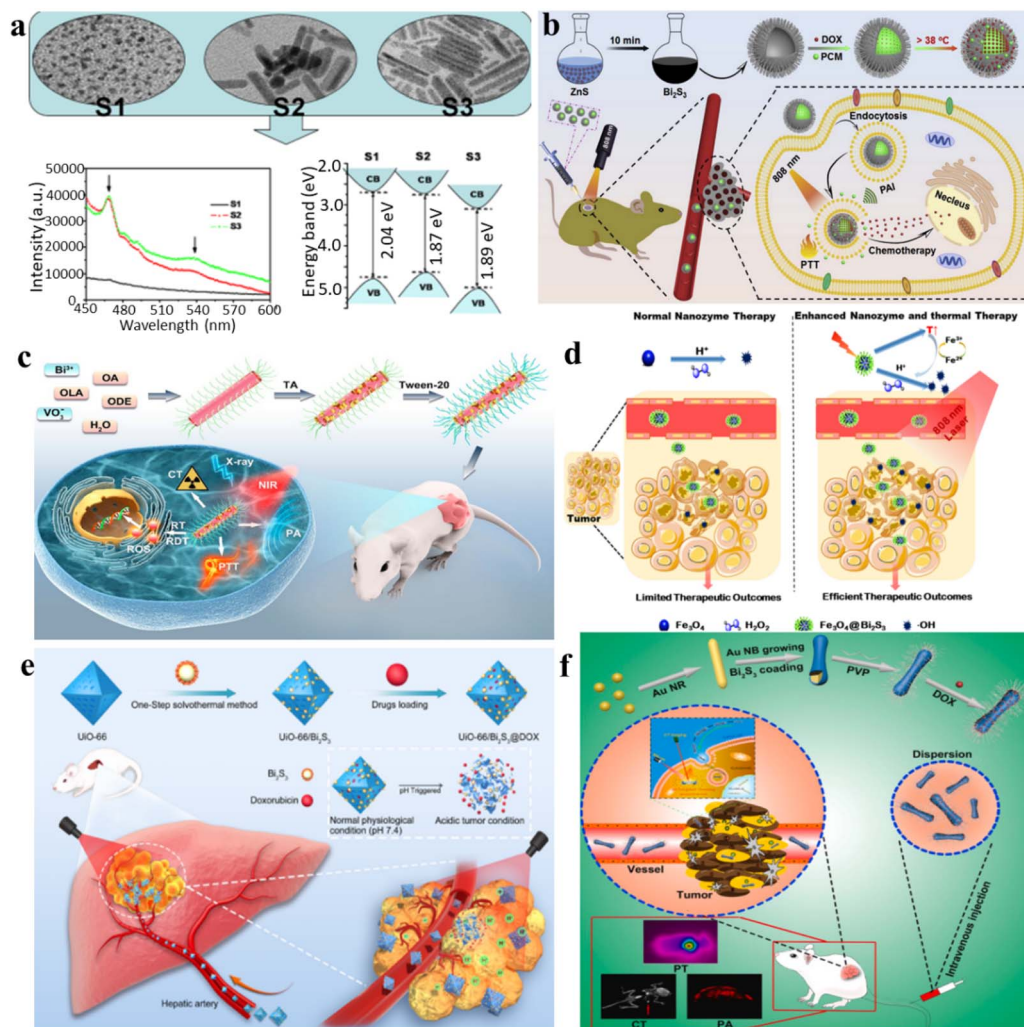 a
S1
S2
S3
50000
40000
30000
20000
10000
0
Intensity (a.u.)
S1
S2
S3
450
480
510
540
570
600
Wavelength (nm)
Energy band (eV)
2.0
3.0
4.0
5.0
S1
S2
S3
CB
CB
CB
2.04 eV
1.87 eV
1.89 eV
VB
VB
VB
b
10 min
ZnS
Bi₂S₃
DOX
PCM
> 38 °C
808 nm
Endocytosis
808 nm
PAI
Necleus
PTT
Chemotherapy
c
Bi³⁺
OA
OLA
ODE
VO₃⁻
H₂O
TA
Tween-20
CT
X-ray
NIR
RT
RDT
ROS
PA
PTT
d
Normal Nanozyme Therapy
Enhanced Nanozyme and thermal Therapy
H⁺
T↑
Fe³⁺
Fe²⁺
H⁺
808 nm
Laser
Tumor
Limited Therapeutic Outcomes
Efficient Therapeutic Outcomes
Fe₃O₄
H₂O₂
Fe₃O₄@Bi₂S₃
·OH
e
One-Step solvothermal method
Drugs loading
UiO-66
UiO-66/Bi₂S₃
UiO-66/Bi₂S₃@DOX
Bi₂S₃
Doxorubicin
pH Triggered
Normal physiological
condition (pH 7.4)
Acidic tumor condition
Hepatic artery
f
Au NR
Au NB growing
Bi₂S₃ coading
PVP
DOX
Dispersion
Vessel
Tumor
Intravenous injection
PT
CT
PA